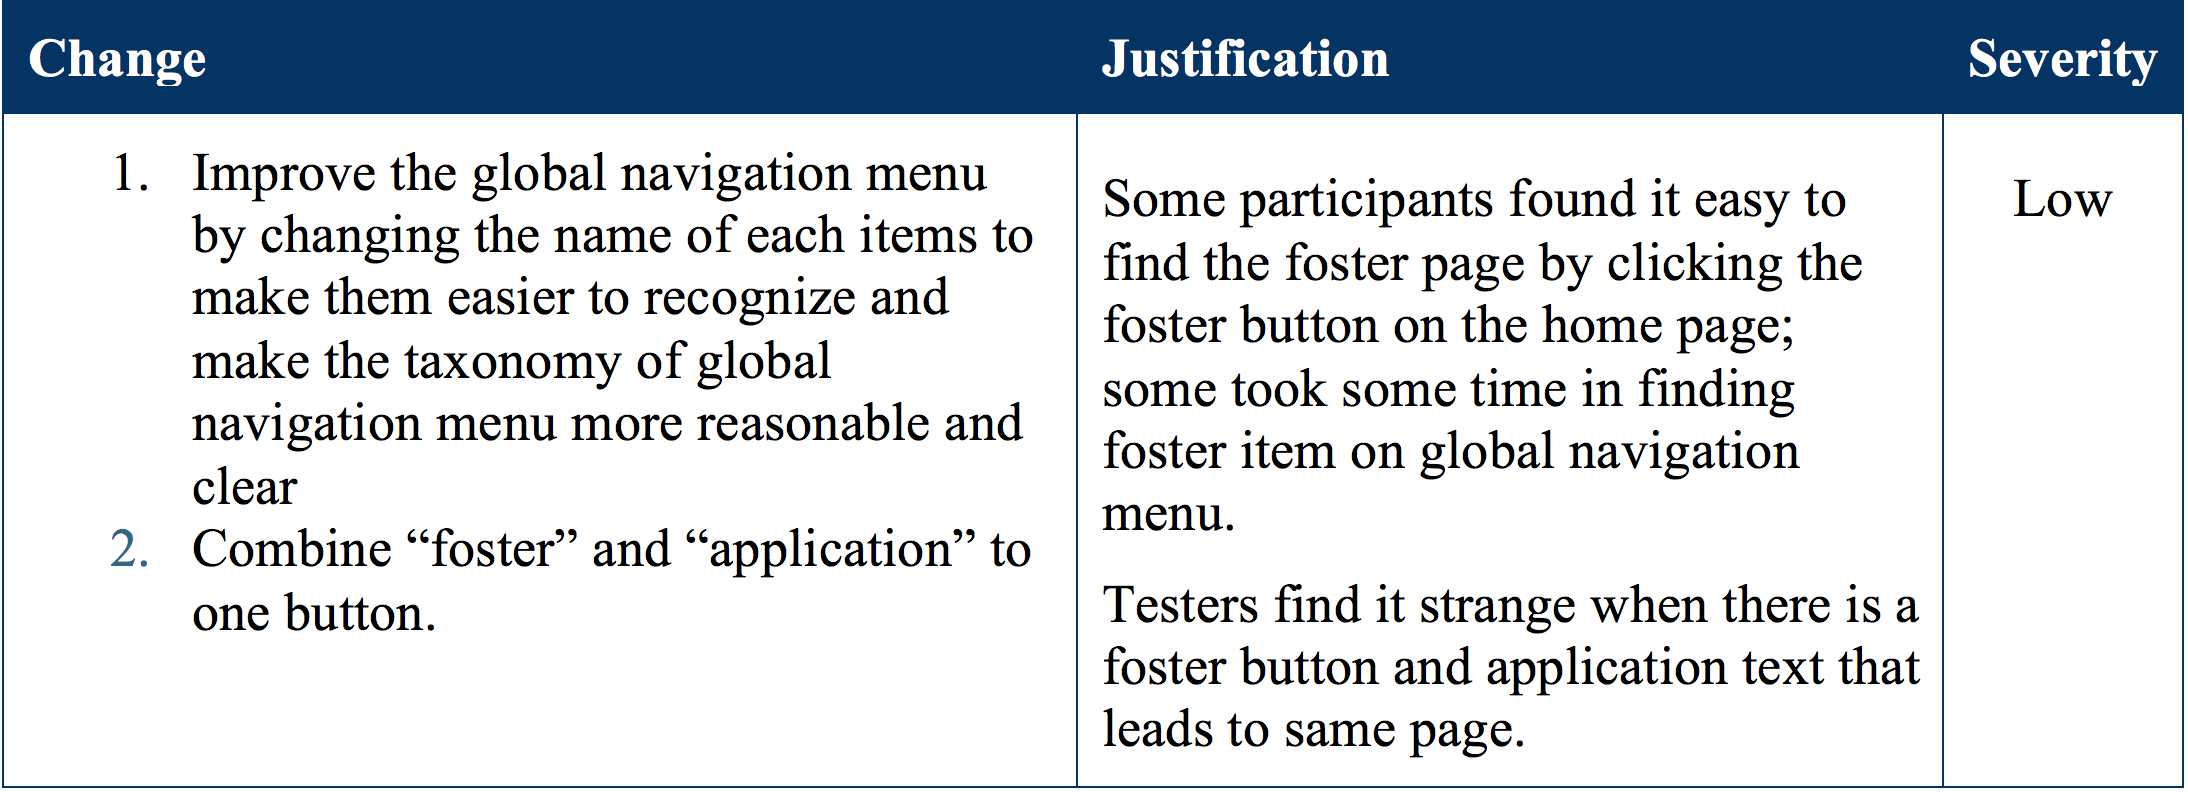 Change
Justification
Severity
1. Improve the global navigation menu
by changing the name of each items to
make them easier to recognize and
make the taxonomy of global
navigation menu more reasonable and
clear
2. Combine “foster” and “application” to
one button.
Some participants found it easy to
find the foster page by clicking the
foster button on the home page;
some took some time in finding
foster item on global navigation
menu.
Testers find it strange when there is a
foster button and application text that
leads to same page.
Low